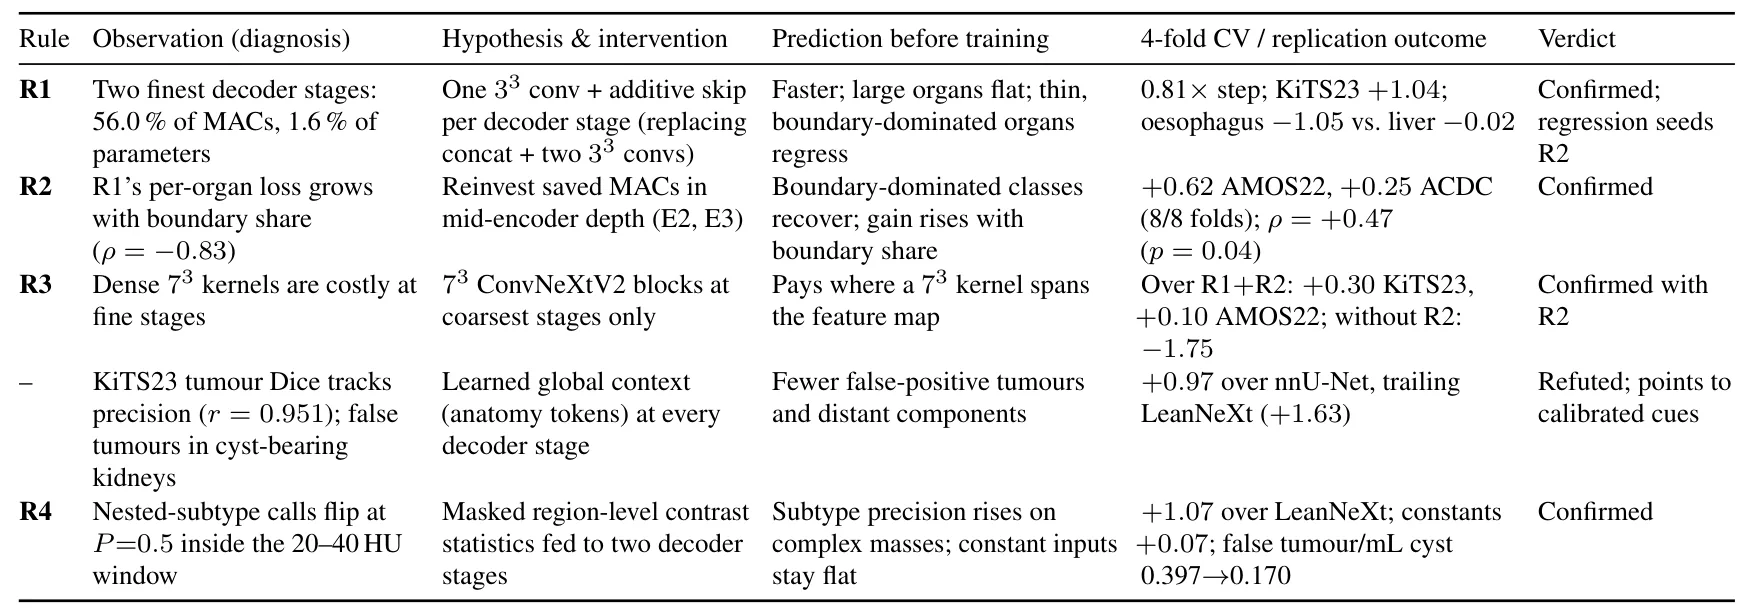 Rule Observation (diagnosis) Hypothesis & intervention Prediction before training 4-fold CV / replication outcome Verdict
R1 Two finest decoder stages: One 3³ conv + additive skip Faster; large organs flat; thin, 0.81× step; KiTS23 +1.04; Confirmed;
56.0 % of MACs, 1.6 % of per decoder stage (replacing boundary-dominated organs oesophagus −1.05 vs. liver −0.02 regression seeds
parameters concat + two 3³ convs) regress R2
R2 R1's per-organ loss grows Reinvest saved MACs in Boundary-dominated classes +0.62 AMOS22, +0.25 ACDC Confirmed
with boundary share mid-encoder depth (E2, E3) recover; gain rises with (8/8 folds); ρ = +0.47
(ρ = −0.83) boundary share (p = 0.04)
R3 Dense 7³ kernels are costly at 7³ ConvNeXtV2 blocks at Pays where a 7³ kernel spans Over R1+R2: +0.30 KiTS23, Confirmed with
fine stages coarsest stages only the feature map +0.10 AMOS22; without R2: R2
−1.75
– KiTS23 tumour Dice tracks Learned global context Fewer false-positive tumours +0.97 over nnU-Net, trailing Refuted; points to
precision (r = 0.951); false (anatomy tokens) at every and distant components LeanNeXt (+1.63) calibrated cues
tumours in cyst-bearing decoder stage
kidneys
R4 Nested-subtype calls flip at Masked region-level contrast Subtype precision rises on +1.07 over LeanNeXt; constants Confirmed
P=0.5 inside the 20–40 HU statistics fed to two decoder complex masses; constant inputs +0.07; false tumour/mL cyst
window stages stay flat 0.397→0.170